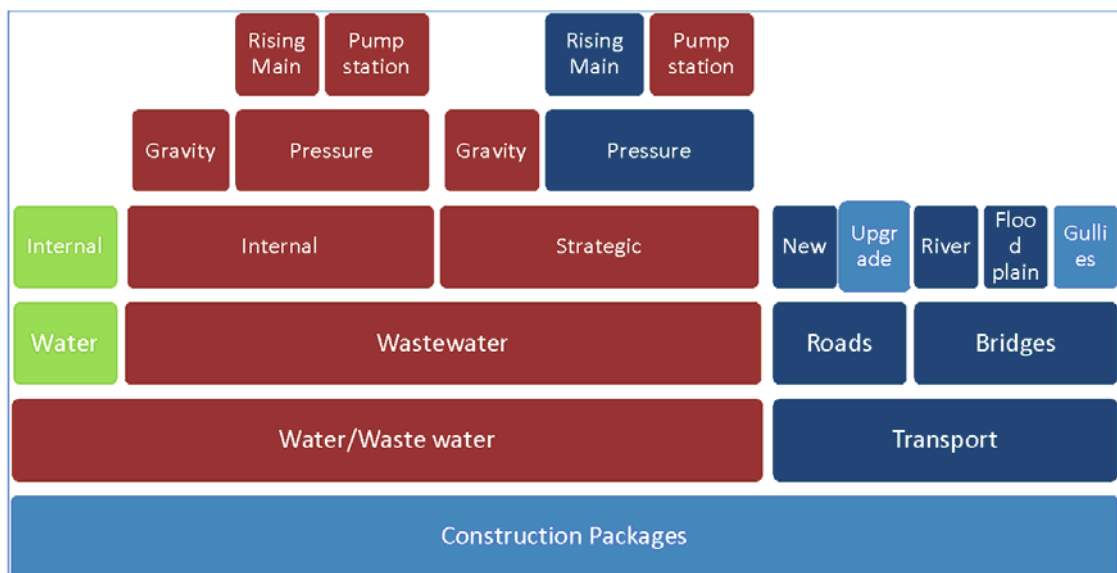 Rising
Main
Pump
station
Rising
Main
Pump
station
Gravity
Pressure
Gravity
Pressure
Internal
Internal
Strategic
New
Upgr
ade
River
Floo
d
plain
Gulli
es
Water
Wastewater
Roads
Bridges
Water/Waste water
Transport
Construction Packages